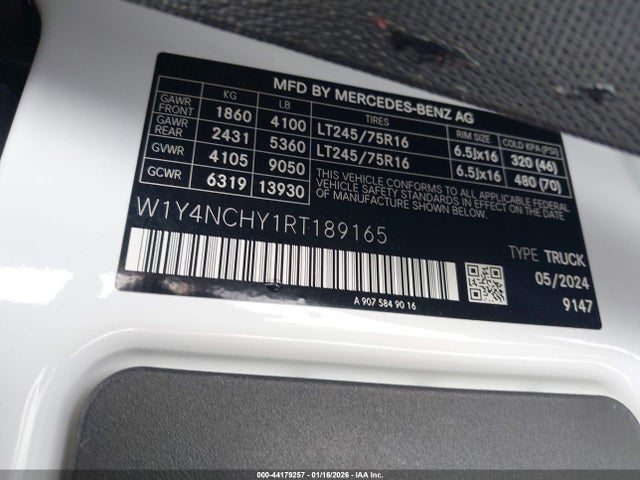 MFD BY MERCEDES-BENZ AG
KG LB TIRES RIM SIZE COLD KPA (PSI)
GAWR FRONT 1860 4100 LT245/75R16 6.5Jx16 320 (46)
GAWR REAR 2431 5360 LT245/75R16 6.5Jx16 480 (70)
GVWR 4105 9050
GCWR 6319 13930
THIS VEHICLE CONFORMS TO ALL APPLICABLE FEDERAL
MOTOR VEHICLE SAFETY STANDARDS IN EFFECT ON THE DATE
OF MANUFACTURE SHOWN ABOVE.
W1Y4NCHY1RT189165
TYPE TRUCK
05/2024
9147
A 907 584 90 16
000-44179257 - 01/16/2026 - IAA Inc.